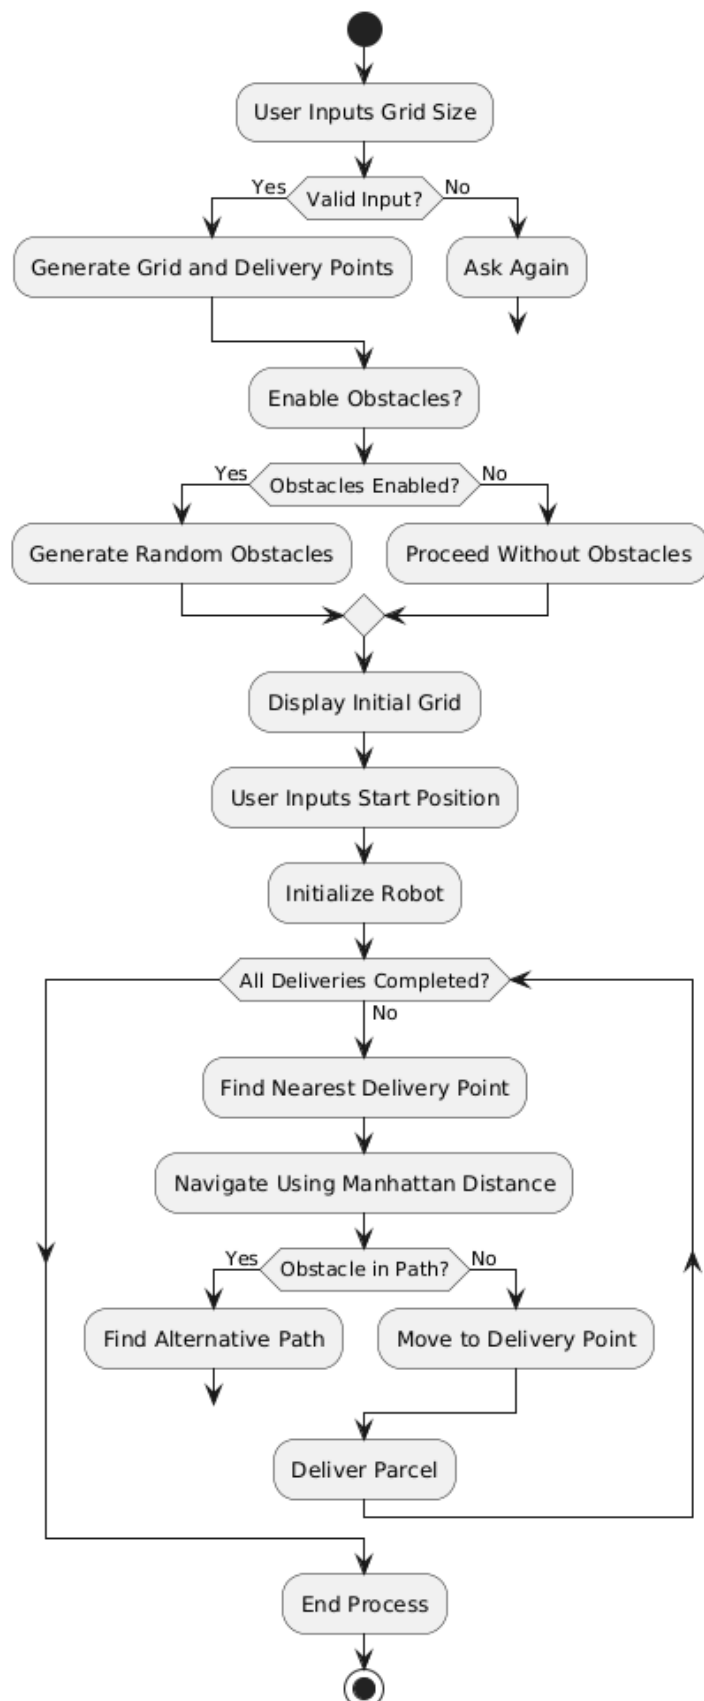 User Inputs Grid Size
Yes
Valid Input?
No
Generate Grid and Delivery Points
Ask Again
Enable Obstacles?
Yes
Obstacles Enabled?
No
Generate Random Obstacles
Proceed Without Obstacles
Display Initial Grid
User Inputs Start Position
Initialize Robot
All Deliveries Completed?
No
Find Nearest Delivery Point
Navigate Using Manhattan Distance
Yes
Obstacle in Path?
No
Find Alternative Path
Move to Delivery Point
Deliver Parcel
End Process